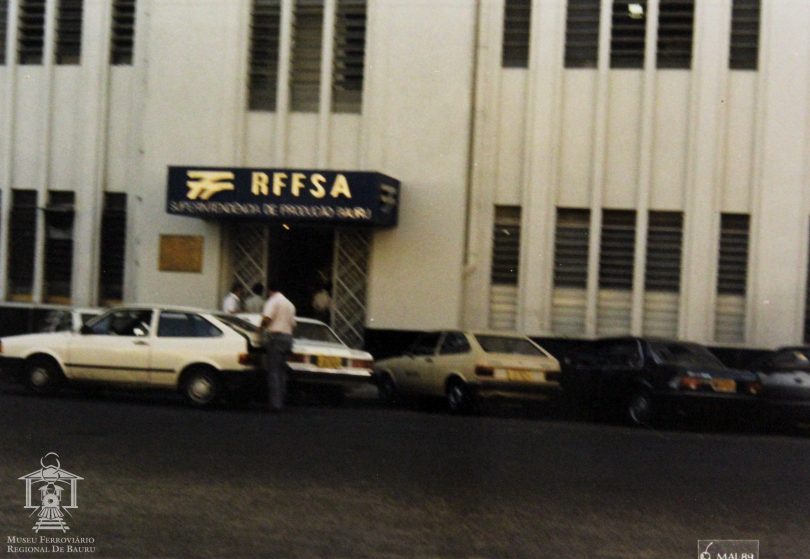 RFFSA
SUPERINTENDÊNCIA DE PRODUÇÃO BAURU
MUSEU FERROVIÁRIO
REGIONAL DE BAURU
MAI 89